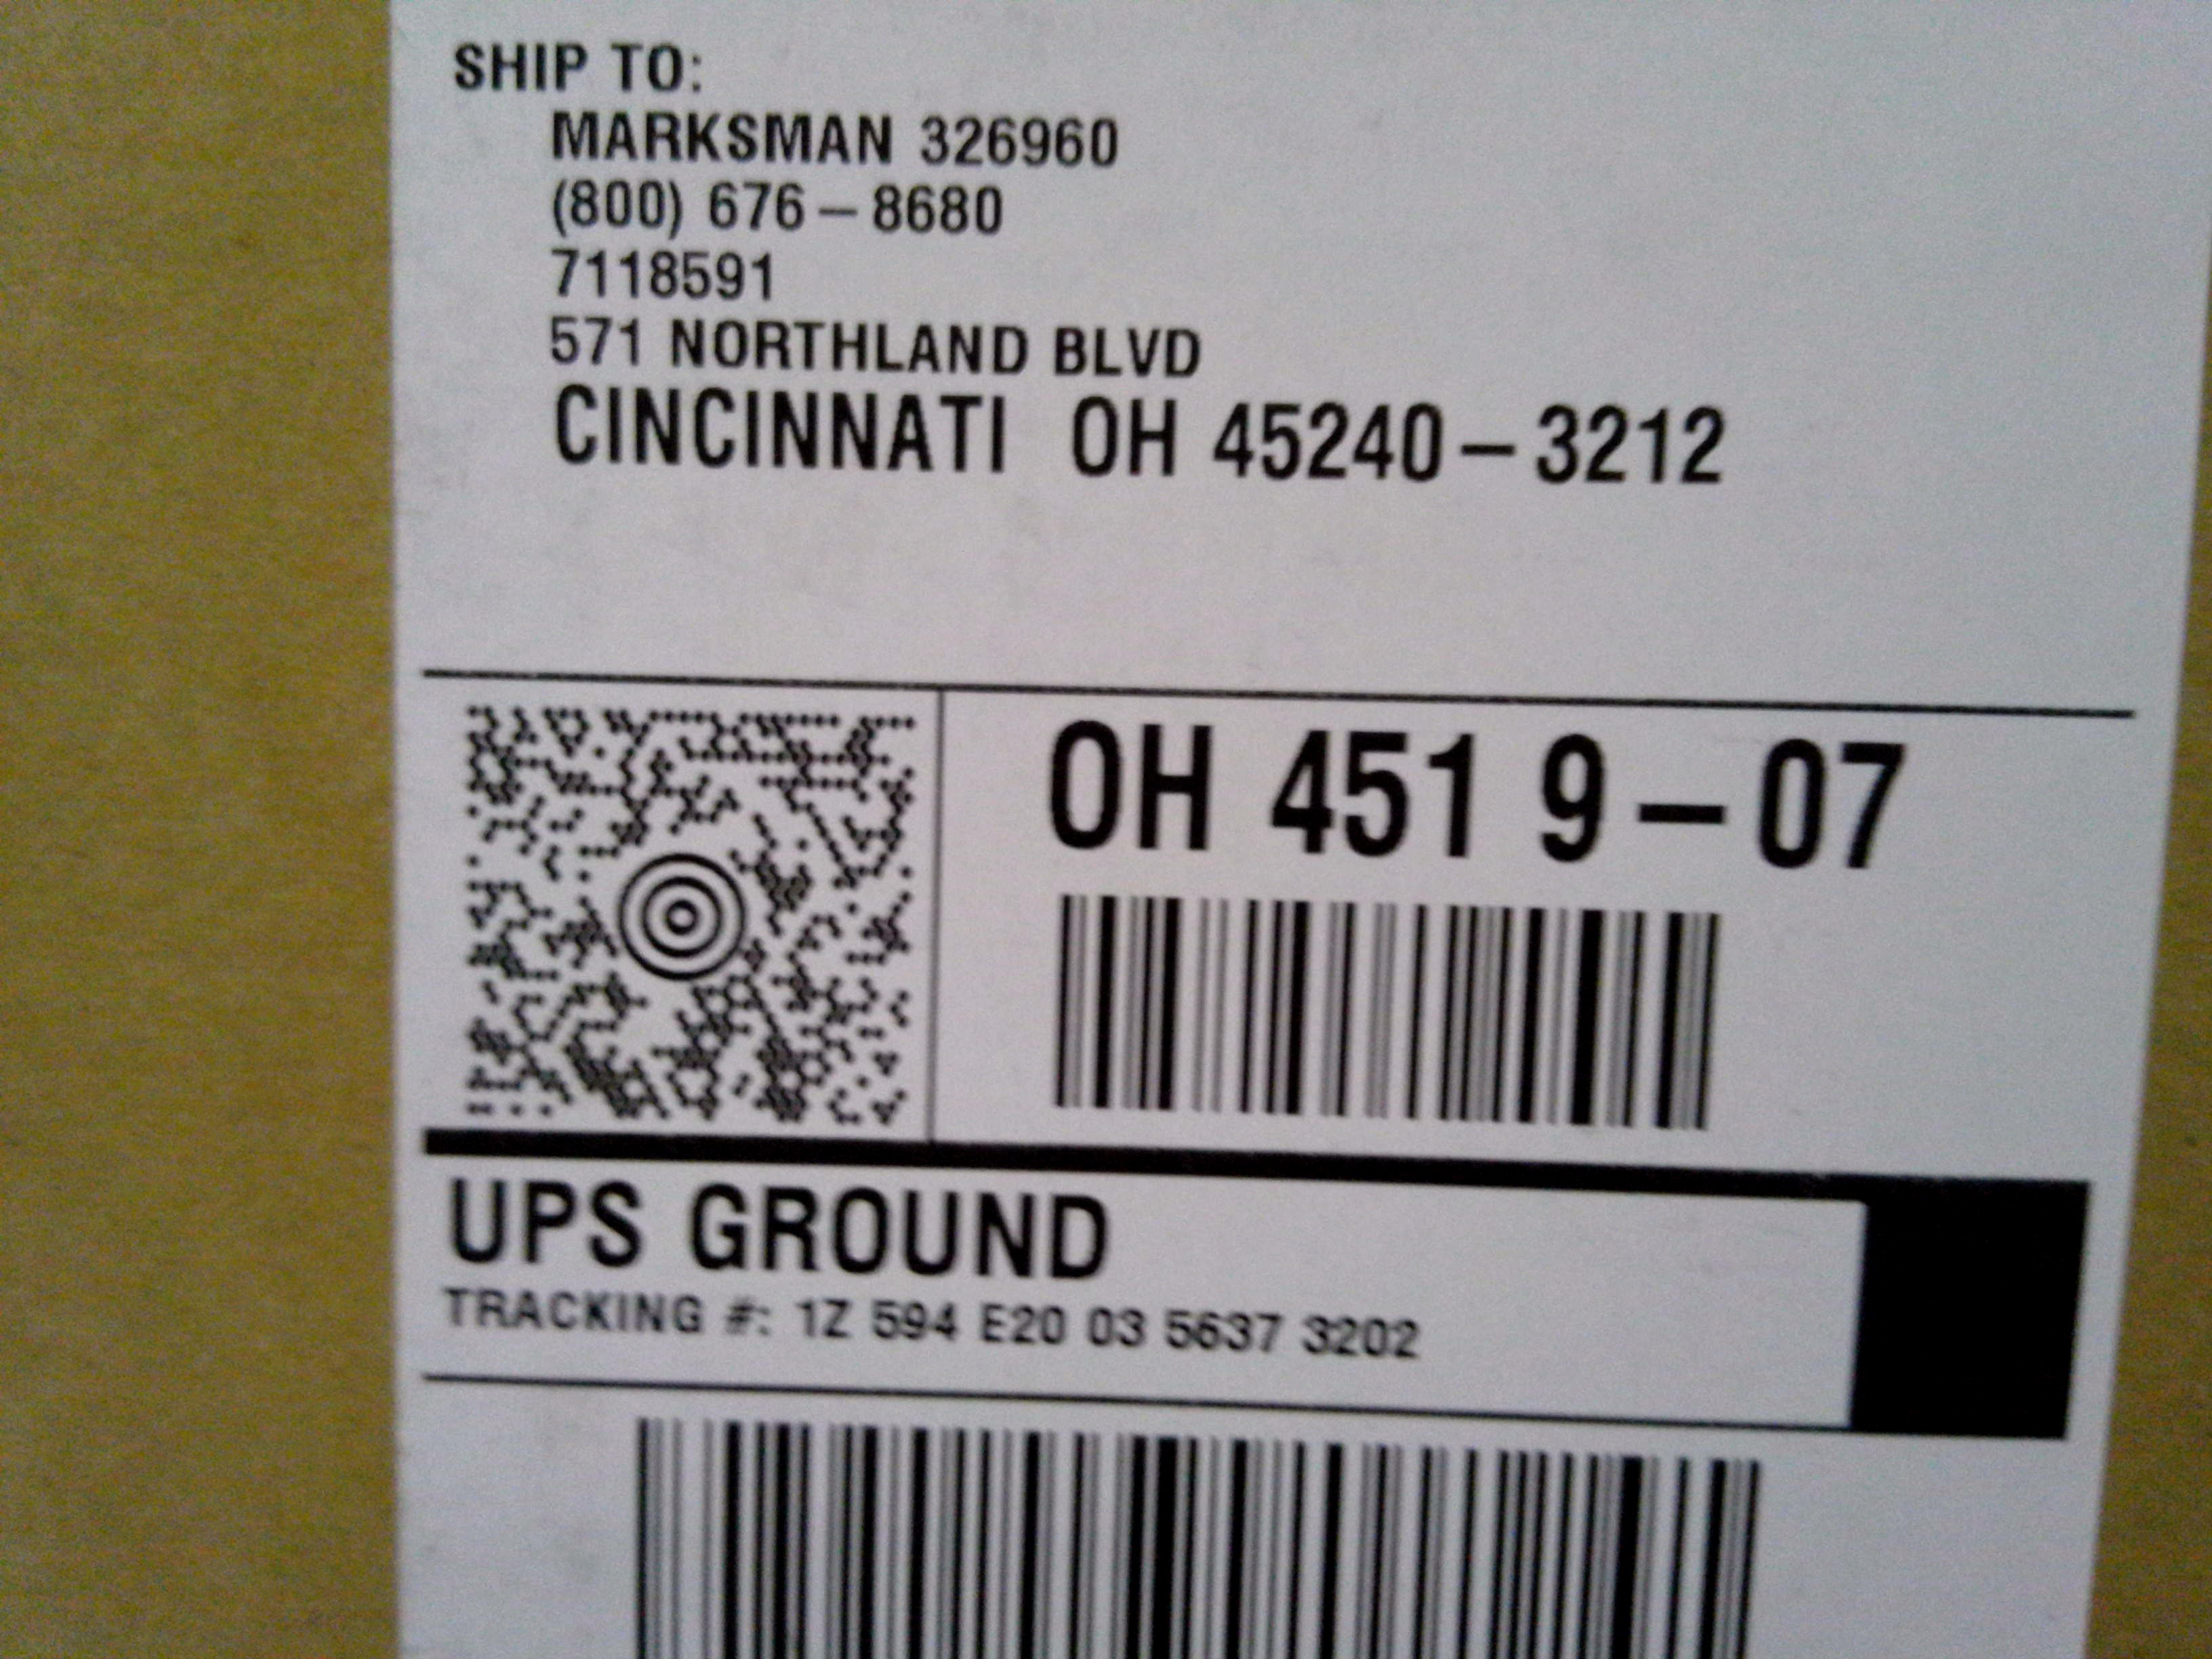 SHIP TO:
MARKSMAN 326960
(800) 676-8680
7118591
571 NORTHLAND BLVD
CINCINNATI OH 45240-3212
OH 451 9-07
UPS GROUND
TRACKING #: 1Z 594 E20 03 5637 3202